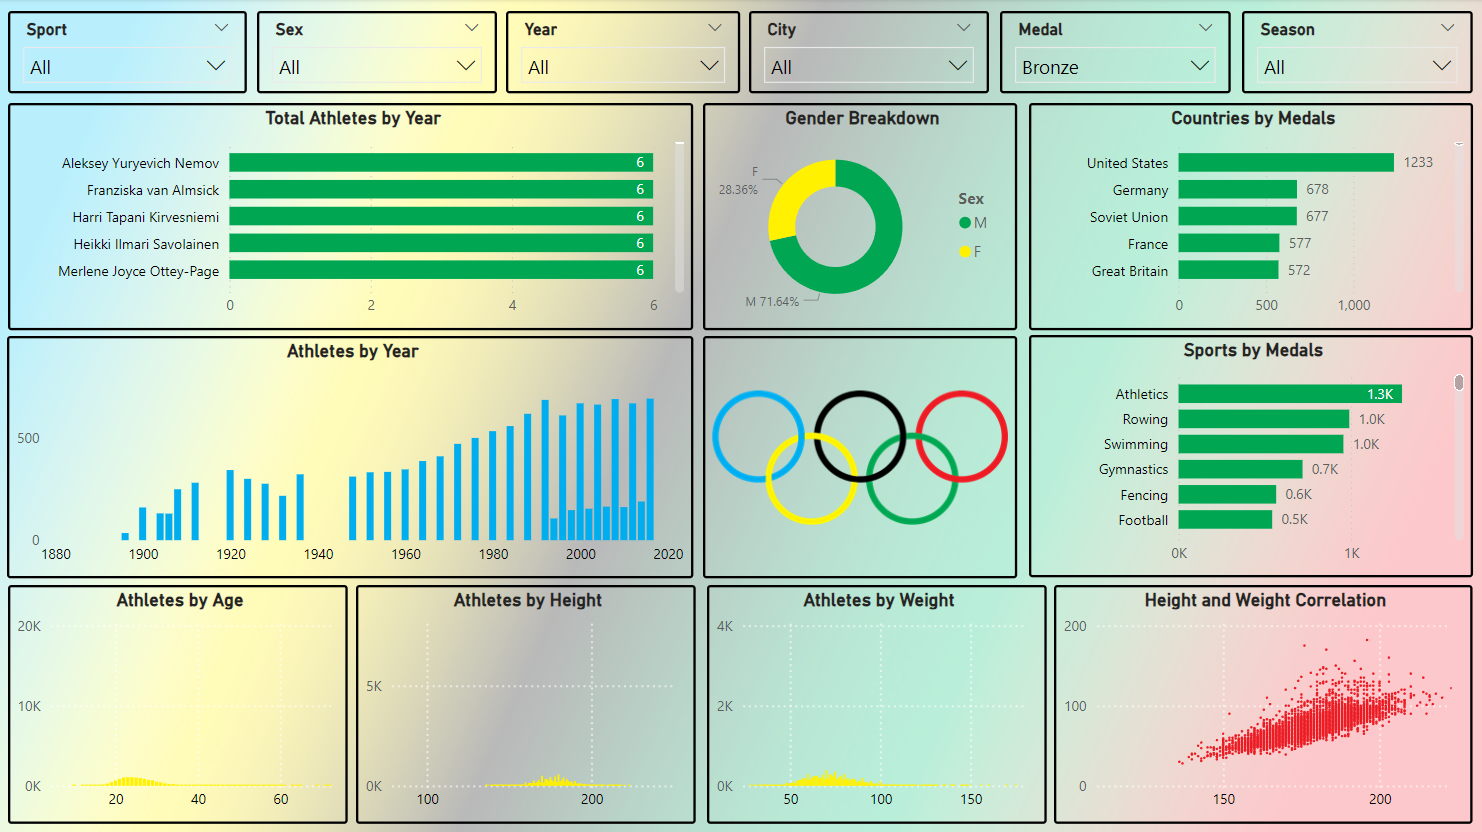 Sport
All
Sex
All
Year
All
City
All
Medal
Bronze
Season
All
Total Athletes by Year
Aleksey Yuryevich Nemov 6
Franziska van Almsick 6
Harri Tapani Kirvesniemi 6
Heikki Ilmari Savolainen 6
Merlene Joyce Ottey-Page 6
0 2 4 6
Gender Breakdown
F
28.36%
M 71.64%
Sex
M
F
Countries by Medals
United States 1233
Germany 678
Soviet Union 677
France 577
Great Britain 572
0 500 1,000
Athletes by Year
500
0
1880 1900 1920 1940 1960 1980 2000 2020
Sports by Medals
Athletics 1.3K
Rowing 1.0K
Swimming 1.0K
Gymnastics 0.7K
Fencing 0.6K
Football 0.5K
0K 1K
Athletes by Age
20K
10K
0K
20 40 60
Athletes by Height
5K
0K
100 200
Athletes by Weight
4K
2K
0K
50 100 150
Height and Weight Correlation
200
100
0
150 200